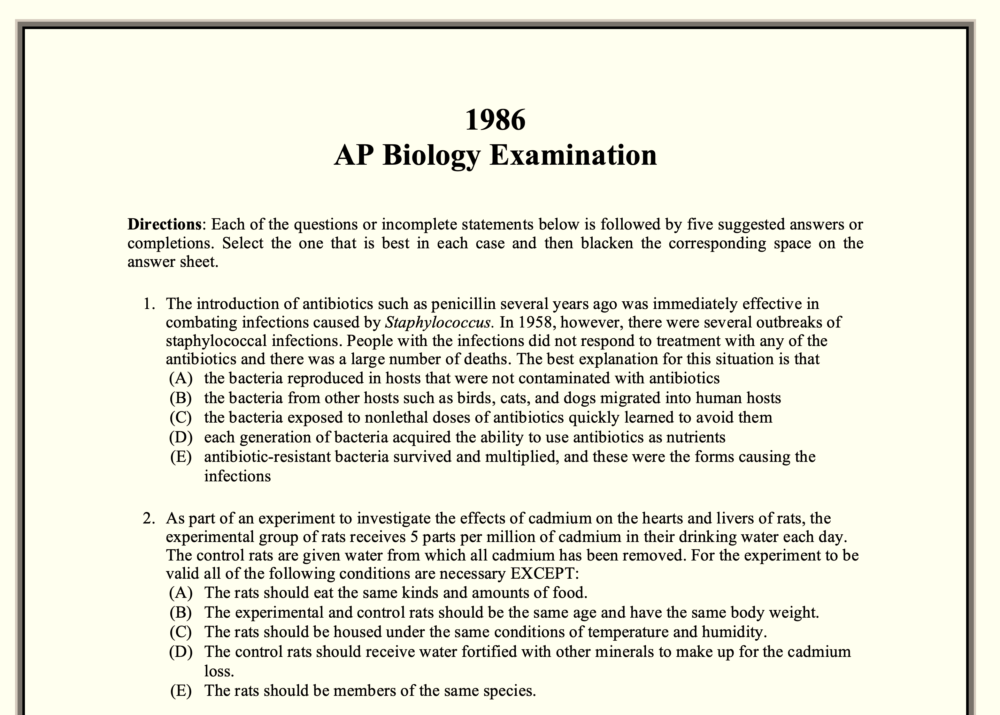 1986
AP Biology Examination
Directions: Each of the questions or incomplete statements below is followed by five suggested answers or
completions. Select the one that is best in each case and then blacken the corresponding space on the
answer sheet.
1. The introduction of antibiotics such as penicillin several years ago was immediately effective in
combating infections caused by Staphylococcus. In 1958, however, there were several outbreaks of
staphylococcal infections. People with the infections did not respond to treatment with any of the
antibiotics and there was a large number of deaths. The best explanation for this situation is that
(A) the bacteria reproduced in hosts that were not contaminated with antibiotics
(B) the bacteria from other hosts such as birds, cats, and dogs migrated into human hosts
(C) the bacteria exposed to nonlethal doses of antibiotics quickly learned to avoid them
(D) each generation of bacteria acquired the ability to use antibiotics as nutrients
(E) antibiotic-resistant bacteria survived and multiplied, and these were the forms causing the
infections
2. As part of an experiment to investigate the effects of cadmium on the hearts and livers of rats, the
experimental group of rats receives 5 parts per million of cadmium in their drinking water each day.
The control rats are given water from which all cadmium has been removed. For the experiment to be
valid all of the following conditions are necessary EXCEPT:
(A) The rats should eat the same kinds and amounts of food.
(B) The experimental and control rats should be the same age and have the same body weight.
(C) The rats should be housed under the same conditions of temperature and humidity.
(D) The control rats should receive water fortified with other minerals to make up for the cadmium
loss.
(E) The rats should be members of the same species.